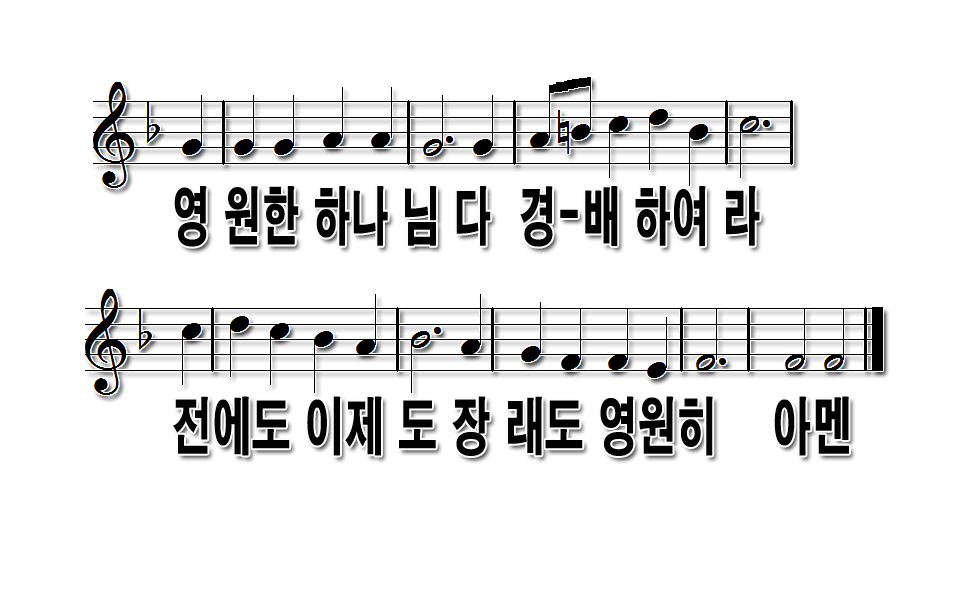 영 원한 하나 님 다 경-배 하여 라
전에도 이제 도 장 래도 영원히 아멘